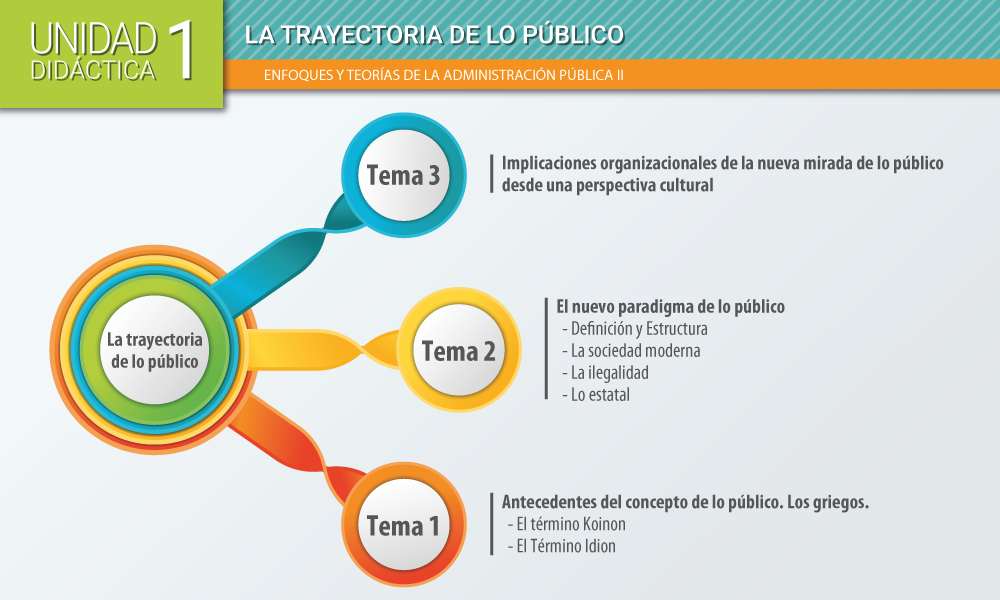 UNIDAD 1
DIDÁCTICA
LA TRAYECTORIA DE LO PÚBLICO
ENFOQUES Y TEORÍAS DE LA ADMINISTRACIÓN PÚBLICA II
Tema 3
Implicaciones organizacionales de la nueva mirada de lo público
desde una perspectiva cultural
La trayectoria
de lo público
Tema 2
El nuevo paradigma de lo público
- Definición y Estructura
- La sociedad moderna
- La ilegalidad
- Lo estatal
Tema 1
Antecedentes del concepto de lo público. Los griegos.
- El término Koinon
- El Término Idion